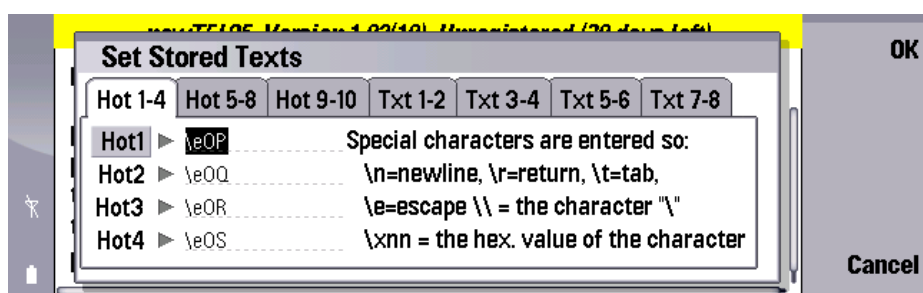 Set Stored Texts
OK
Hot 1-4 Hot 5-8 Hot 9-10 Txt 1-2 Txt 3-4 Txt 5-6 Txt 7-8
Hot1 \eOP Special characters are entered so:
Hot2 \eOQ \n=newline, \r=return, \t=tab,
Hot3 \eOR \e=escape \\ = the character "\"
Hot4 \eOS \xnn = the hex. value of the character
Cancel